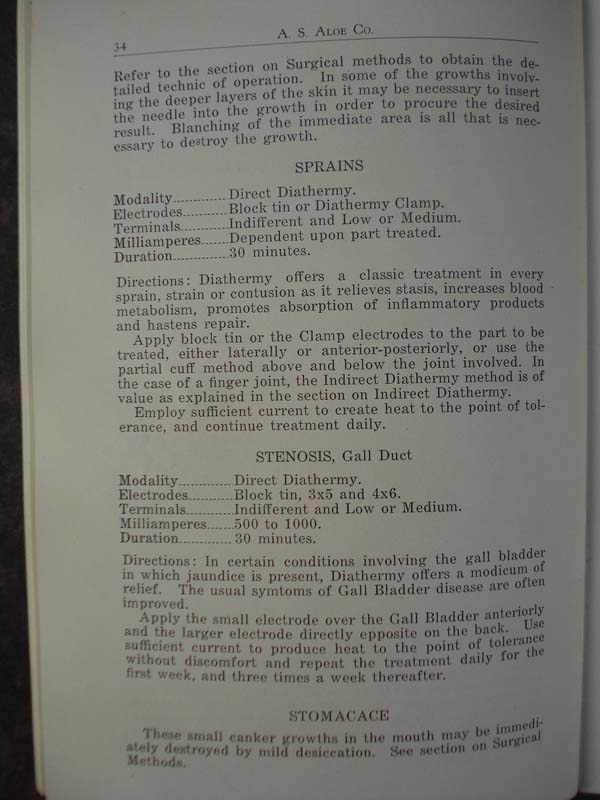 34
A. S. Aloe Co.
Refer to the section on Surgical methods to obtain the de-
tailed technic of operation. In some of the growths involv-
ing the deeper layers of the skin it may be necessary to insert
the needle into the growth in order to procure the desired
result. Blanching of the immediate area is all that is nec-
essary to destroy the growth.
SPRAINS
Modality.............Direct Diathermy.
Electrodes...........Block tin or Diathermy Clamp.
Terminals............Indifferent and Low or Medium.
Milliamperes.......Dependent upon part treated.
Duration..............30 minutes.
Directions: Diathermy offers a classic treatment in every
sprain, strain or contusion as it relieves stasis, increases blood
metabolism, promotes absorption of inflammatory products
and hastens repair.
Apply block tin or the Clamp electrodes to the part to be
treated, either laterally or anterior-posteriorly, or use the
partial cuff method above and below the joint involved. In
the case of a finger joint, the Indirect Diathermy method is of
value as explained in the section on Indirect Diathermy.
Employ sufficient current to create heat to the point of tol-
erance, and continue treatment daily.
STENOSIS, Gall Duct
Modality.............Direct Diathermy.
Electrodes...........Block tin, 3x5 and 4x6.
Terminals............Indifferent and Low or Medium.
Milliamperes.......500 to 1000.
Duration.............30 minutes.
Directions: In certain conditions involving the gall bladder
in which jaundice is present, Diathermy offers a modicum of
relief. The usual symtoms of Gall Bladder disease are often
improved.
Apply the small electrode over the Gall Bladder anteriorly
and the larger electrode directly epposite on the back. Use
sufficient current to produce heat to the point of tolerance
without discomfort and repeat the treatment daily for the
first week, and three times a week thereafter.
STOMACACE
These small canker growths in the mouth may be immedi-
ately destroyed by mild desiccation. See section on Surgical
Methods.